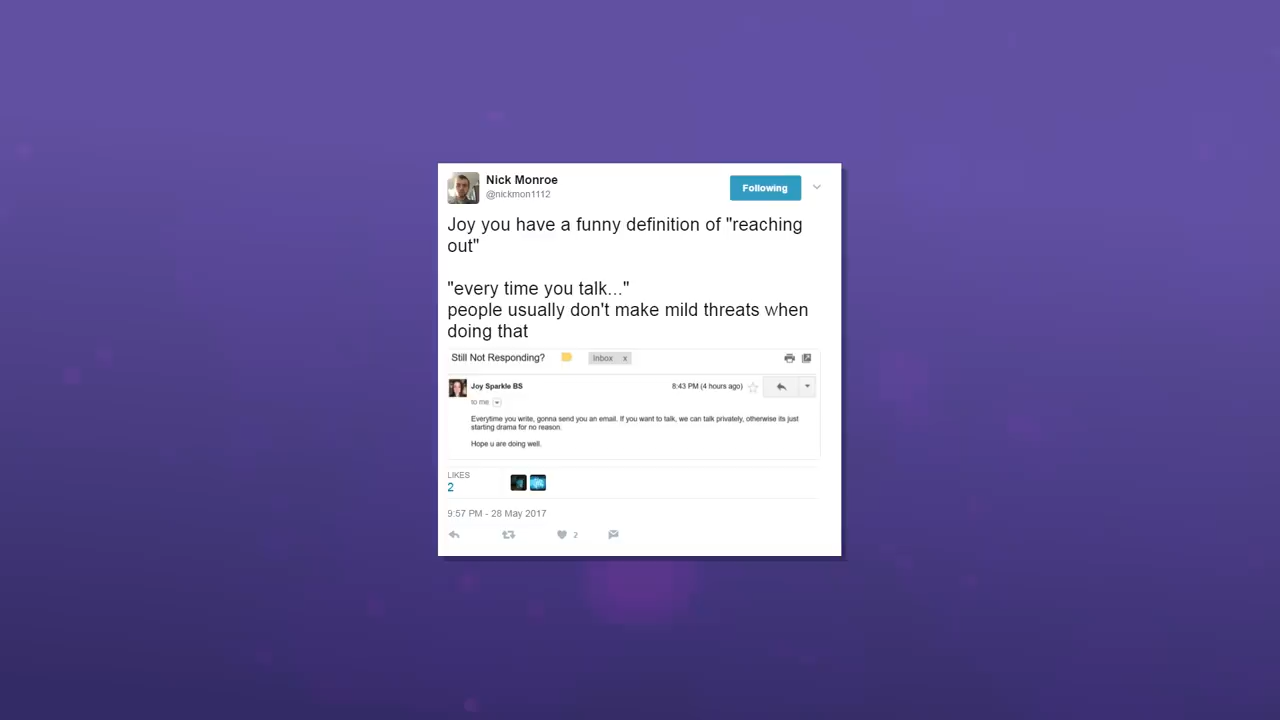 Nick Monroe
@nickmon1112
Following
Joy you have a funny definition of "reaching
out"
"every time you talk..."
people usually don't make mild threats when
doing that
Still Not Responding?
Inbox x
Joy Sparkle BS
8:43 PM (4 hours ago)
to me
Everytime you write, gonna send you an email. If you want to talk, we can talk privately, otherwise its just
starting drama for no reason.
Hope u are doing well.
LIKES
2
9:57 PM - 28 May 2017
2